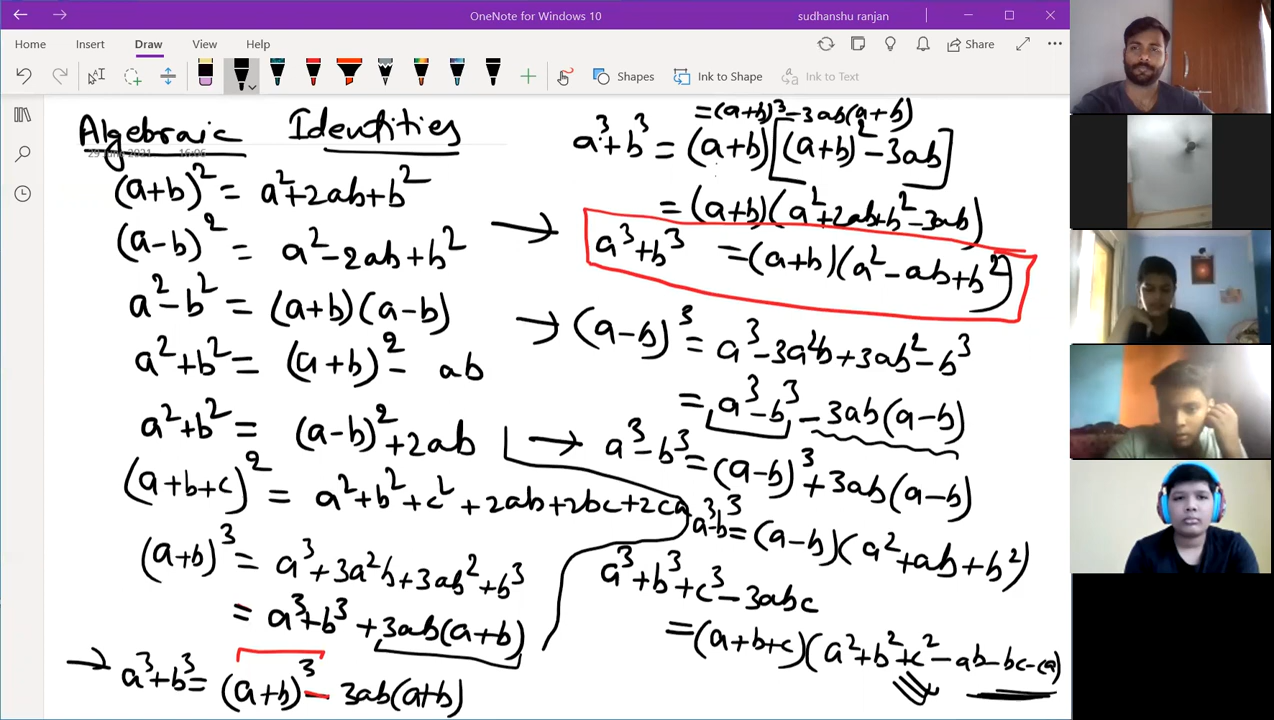 OneNote for Windows 10
sudhanshu ranjan
Home Insert Draw View Help
Share
Shapes Ink to Shape Ink to Text
Algebraic Identities
(a+b)² = a²+2ab+b²
(a-b)² = a²-2ab+b²
a²-b² = (a+b)(a-b)
a²+b² = (a+b)²- ab
a²+b² = (a-b)²+2ab
(a+b+c)² = a²+b²+c²+2ab+2bc+2ca
(a+b)³ = a³+3a²b+3ab²+b³
= a³+b³+3ab(a+b)
→ a³+b³= (a+b)³- 3ab(a+b)
=(a+b)³-3ab(a+b)
a³+b³ = (a+b)[(a+b)²-3ab]
= (a+b)(a²+2ab+b²-3ab)
→ a³+b³ =(a+b)(a²-ab+b²)
→ (a-b)³= a³-3a²b+3ab²-b³
= a³-b³-3ab(a-b)
→ a³-b³=(a-b)³+3ab(a-b)
a³-b³=(a-b)(a²+ab+b²)
a³+b³+c³-3abc
=(a+b+c)(a²+b²+c²-ab-bc-ca)